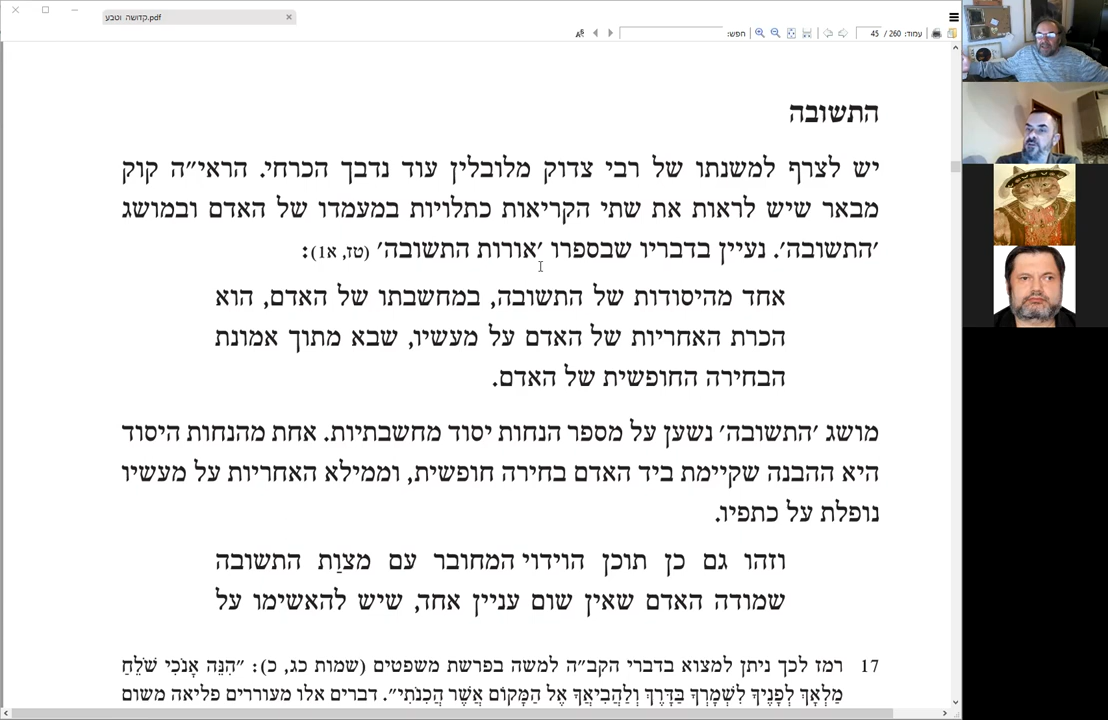 קדושה וטבע.pdf
עמוד: 45 / 260
חפש:
התשובה
יש לצרף למשנתו של רבי צדוק מלובלין עוד נדבך הכרחי. הראי״ה קוק
מבאר שיש לראות את שתי הקריאות כתלויות במעמדו של האדם ובמושג
'התשובה'. נעיין בדבריו שבספרו 'אורות התשובה' (טז, א1):
אחד מהיסודות של התשובה, במחשבתו של האדם, הוא
הכרת האחריות של האדם על מעשיו, שבא מתוך אמונת
הבחירה החופשית של האדם.
מושג 'התשובה' נשען על מספר הנחות יסוד מחשבתיות. אחת מהנחות היסוד
היא ההבנה שקיימת ביד האדם בחירה חופשית, וממילא האחריות על מעשיו
נופלת על כתפיו.
וזהו גם כן תוכן הוידוי המחובר עם מצוַת התשובה
שמודה האדם שאין שום עניין אחד, שיש להאשימו על
17 רמז לכך ניתן למצוא בדברי הקב״ה למשה בפרשת משפטים (שמות כג, כ): ״הִנֵּה אָנֹכִי שֹׁלֵחַ
מַלְאָךְ לְפָנֶיךָ לִשְׁמָרְךָ בַּדָּרֶךְ וְלַהֲבִיאֲךָ אֶל הַמָּקוֹם אֲשֶׁר הֲכִנֹתִי״. דברים אלו מעוררים פליאה משום